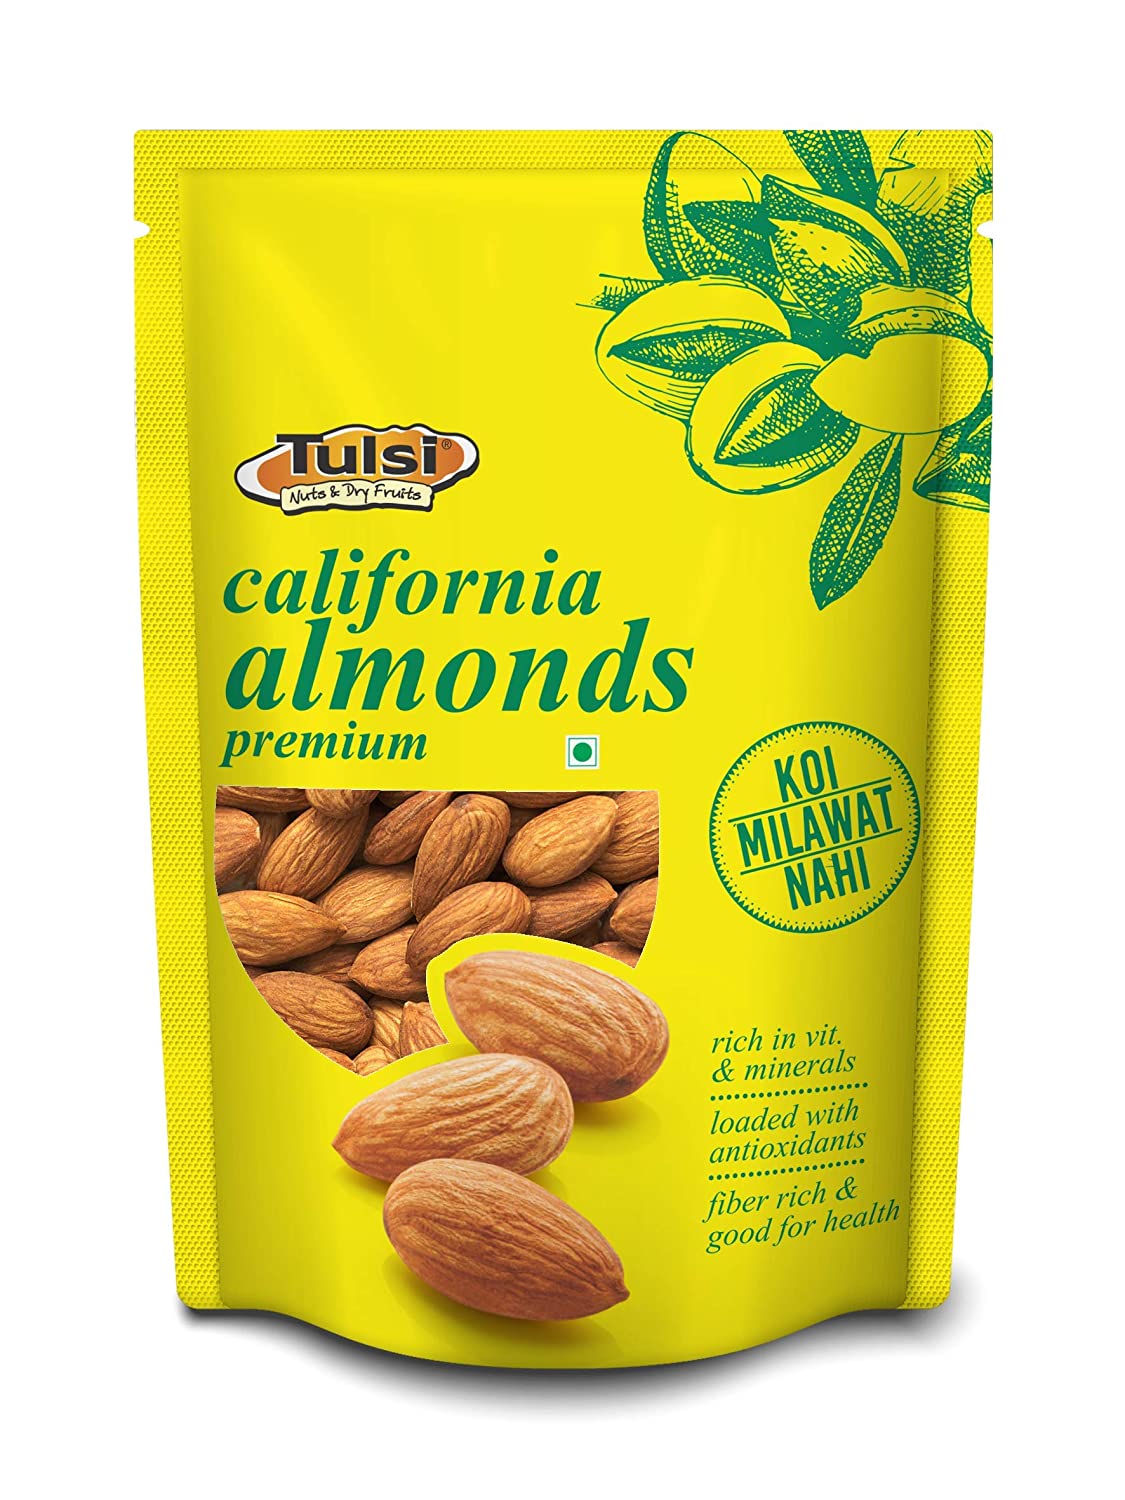 Tulsi®
Nuts & Dry Fruits
california
almonds
premium
KOI
MILAWAT
NAHI
rich in vit.
& minerals
loaded with
antioxidants
fiber rich &
good for health